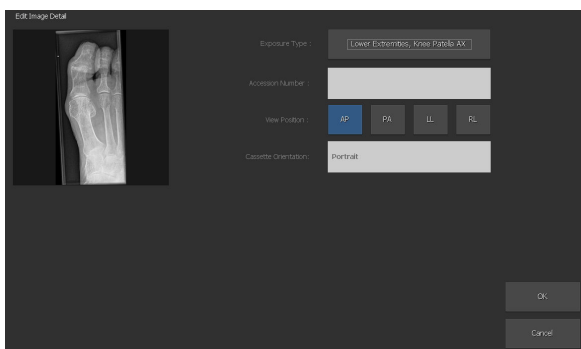 Edit Image Detail
Exposure Type :
Lower Extremities, Knee Patella AX
Accession Number :
View Position :
AP
PA
LL
RL
Cassette Orientation:
Portrait
OK
Cancel